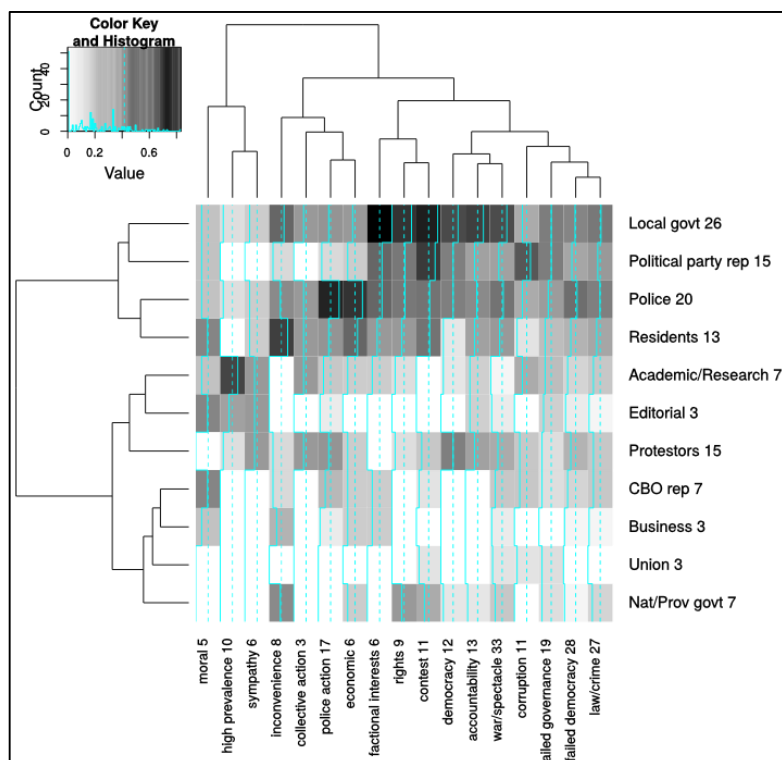 Color Key
and Histogram
Count
0 20 40
0 0.2 0.6
Value
Local govt 26
Political party rep 15
Police 20
Residents 13
Academic/Research 7
Editorial 3
Protestors 15
CBO rep 7
Business 3
Union 3
Nat/Prov govt 7
moral 5
high prevalence 10
sympathy 6
inconvenience 8
collective action 3
police action 17
economic 6
factional interests 6
rights 9
contest 11
democracy 12
accountability 13
war/spectacle 33
corruption 11
ailed governance 19
failed democracy 28
law/crime 27